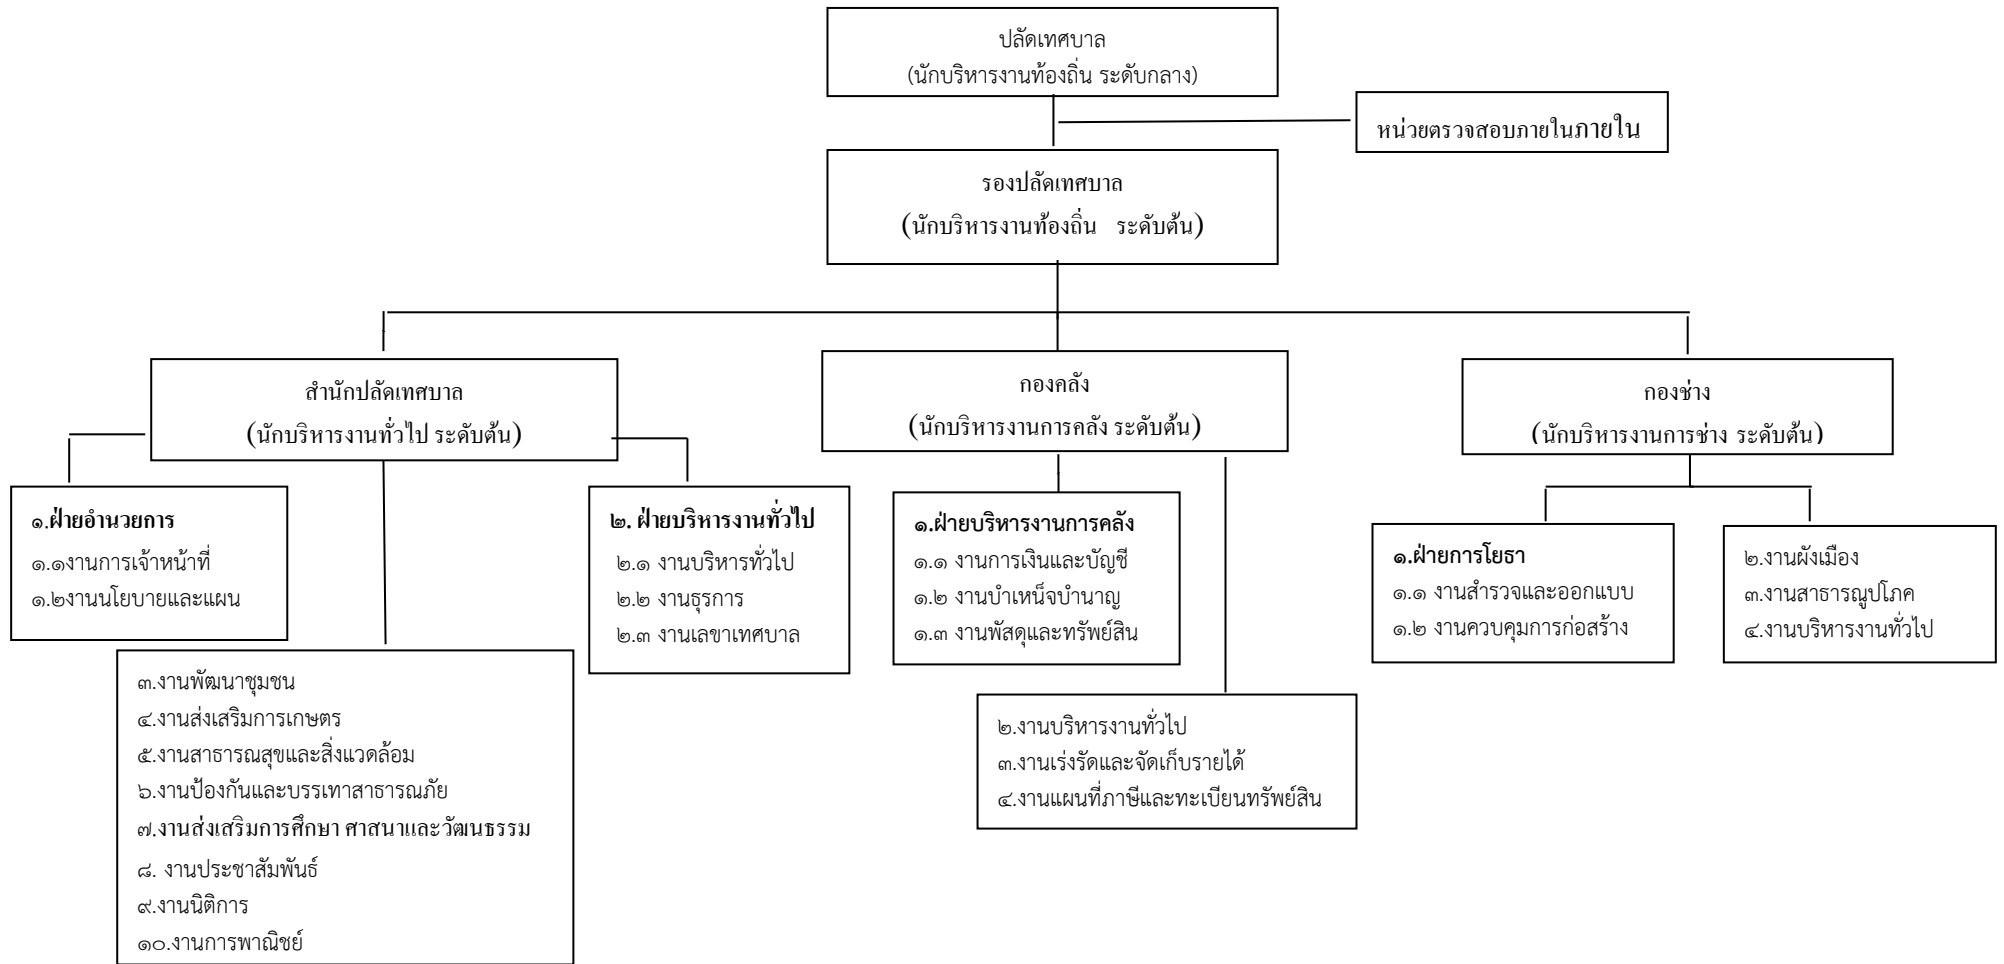 ปลัดเทศบาล
(นักบริหารงานท้องถิ่น ระดับกลาง)
หน่วยตรวจสอบภายในภายใน
รองปลัดเทศบาล
(นักบริหารงานท้องถิ่น ระดับต้น)
สำนักปลัดเทศบาล
(นักบริหารงานทั่วไป ระดับต้น)
กองคลัง
(นักบริหารงานการคลัง ระดับต้น)
กองช่าง
(นักบริหารงานการช่าง ระดับต้น)
๑.ฝ่ายอำนวยการ
๑.๑งานการเจ้าหน้าที่
๑.๒งานนโยบายและแผน
๒. ฝ่ายบริหารงานทั่วไป
๒.๑ งานบริหารทั่วไป
๒.๒ งานธุรการ
๒.๓ งานเลขาเทศบาล
๑.ฝ่ายบริหารงานการคลัง
๑.๑ งานการเงินและบัญชี
๑.๒ งานบำเหน็จบำนาญ
๑.๓ งานพัสดุและทรัพย์สิน
๑.ฝ่ายการโยธา
๑.๑ งานสำรวจและออกแบบ
๑.๒ งานควบคุมการก่อสร้าง
๒.งานผังเมือง
๓.งานสาธารณูปโภค
๔.งานบริหารงานทั่วไป
๓.งานพัฒนาชุมชน
๔.งานส่งเสริมการเกษตร
๕.งานสาธารณสุขและสิ่งแวดล้อม
๖.งานป้องกันและบรรเทาสาธารณภัย
๗.งานส่งเสริมการศึกษา ศาสนาและวัฒนธรรม
๘. งานประชาสัมพันธ์
๙.งานนิติการ
๑๐.งานการพาณิชย์
๒.งานบริหารงานทั่วไป
๓.งานเร่งรัดและจัดเก็บรายได้
๔.งานแผนที่ภาษีและทะเบียนทรัพย์สิน